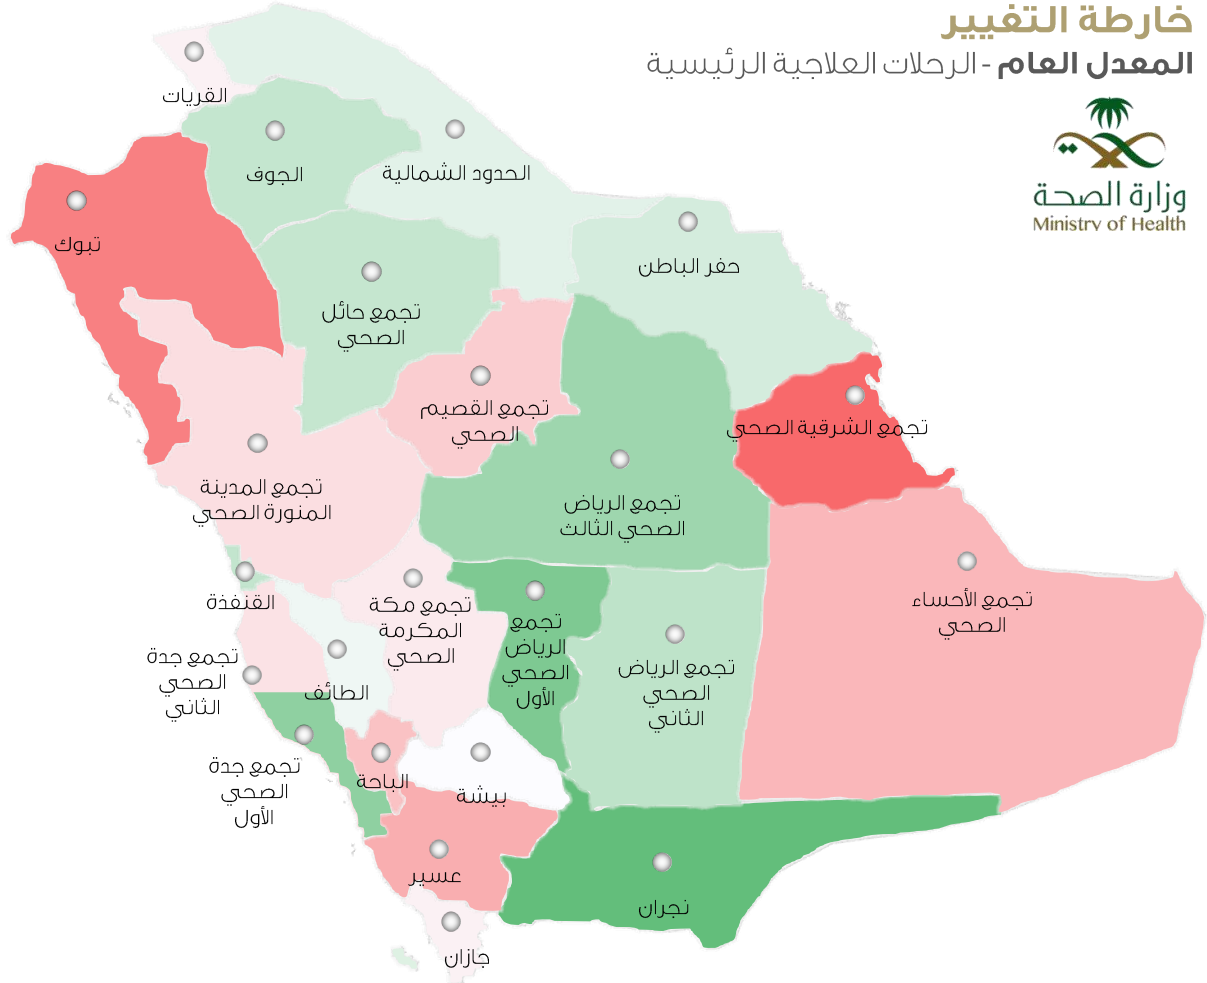 خارطة التغيير
المعدل العام - الرحلات العلاجية الرئيسية
وزارة الصحة
Ministry of Health
القريات
الجوف
الحدود الشمالية
تبوك
حفر الباطن
تجمع حائل
الصحي
تجمع القصيم
الصحي
تجمع الشرقية الصحي
تجمع المدينة
المنورة الصحي
تجمع الرياض
الصحي الثالث
القنفذة
تجمع مكة
المكرمة
الصحي
تجمع
الرياض
الصحي
الأول
تجمع الأحساء
الصحي
تجمع جدة
الصحي
الثاني
الطائف
تجمع الرياض
الصحي
الثاني
تجمع جدة
الصحي
الأول
الباحة
بيشة
عسير
نجران
جازان